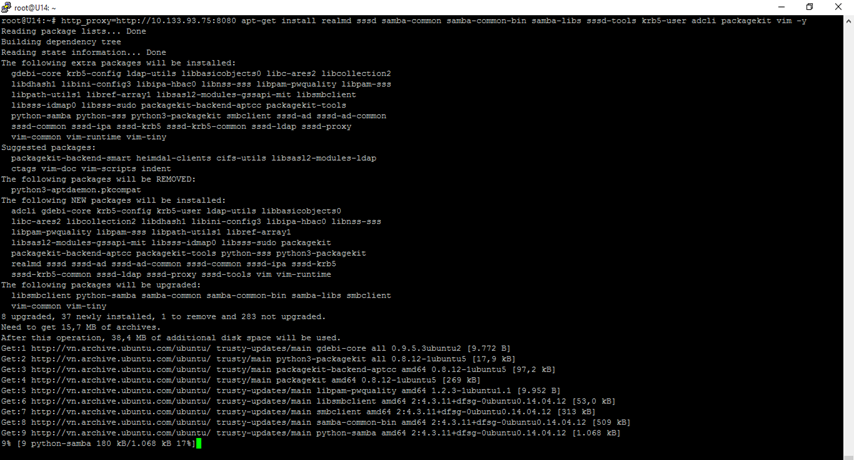 root@U14: ~
root@U14:~# http_proxy=http://10.133.93.75:8080 apt-get install realmd sssd samba-common samba-common-bin samba-libs sssd-tools krb5-user adcli packagekit vim -y
Reading package lists... Done
Building dependency tree
Reading state information... Done
The following extra packages will be installed:
gdebi-core krb5-config ldap-utils libbasicobjects0 libc-ares2 libcollection2
libdhash1 libini-config3 libipa-hbac0 libnss-sss libpam-pwquality libpam-sss
libpath-utils1 libref-array1 libsasl2-modules-gssapi-mit libsmbclient
libsss-idmap0 libsss-sudo packagekit-backend-aptcc packagekit-tools
python-samba python-sss python3-packagekit smbclient sssd-ad sssd-ad-common
sssd-common sssd-ipa sssd-krb5 sssd-krb5-common sssd-ldap sssd-proxy
vim-common vim-runtime vim-tiny
Suggested packages:
packagekit-backend-smart heimdal-clients cifs-utils libsasl2-modules-ldap
ctags vim-doc vim-scripts indent
The following packages will be REMOVED:
python3-aptdaemon.pkcompat
The following NEW packages will be installed:
adcli gdebi-core krb5-config krb5-user ldap-utils libbasicobjects0
libc-ares2 libcollection2 libdhash1 libini-config3 libipa-hbac0 libnss-sss
libpam-pwquality libpam-sss libpath-utils1 libref-array1
libsasl2-modules-gssapi-mit libsss-idmap0 libsss-sudo packagekit
packagekit-backend-aptcc packagekit-tools python-sss python3-packagekit
realmd sssd sssd-ad sssd-ad-common sssd-common sssd-ipa sssd-krb5
sssd-krb5-common sssd-ldap sssd-proxy sssd-tools vim vim-runtime
The following packages will be upgraded:
libsmbclient python-samba samba-common samba-common-bin samba-libs smbclient
vim-common vim-tiny
8 upgraded, 37 newly installed, 1 to remove and 283 not upgraded.
Need to get 15,7 MB of archives.
After this operation, 38,4 MB of additional disk space will be used.
Get:1 http://vn.archive.ubuntu.com/ubuntu/ trusty-updates/main gdebi-core all 0.9.5.3ubuntu2 [9.772 B]
Get:2 http://vn.archive.ubuntu.com/ubuntu/ trusty/main python3-packagekit all 0.8.12-1ubuntu5 [17,9 kB]
Get:3 http://vn.archive.ubuntu.com/ubuntu/ trusty/main packagekit-backend-aptcc amd64 0.8.12-1ubuntu5 [97,2 kB]
Get:4 http://vn.archive.ubuntu.com/ubuntu/ trusty/main packagekit amd64 0.8.12-1ubuntu5 [269 kB]
Get:5 http://vn.archive.ubuntu.com/ubuntu/ trusty-updates/main libpam-pwquality amd64 1.2.3-1ubuntu1.1 [9.952 B]
Get:6 http://vn.archive.ubuntu.com/ubuntu/ trusty-updates/main libsmbclient amd64 2:4.3.11+dfsg-0ubuntu0.14.04.12 [53,0 kB]
Get:7 http://vn.archive.ubuntu.com/ubuntu/ trusty-updates/main smbclient amd64 2:4.3.11+dfsg-0ubuntu0.14.04.12 [313 kB]
Get:8 http://vn.archive.ubuntu.com/ubuntu/ trusty-updates/main samba-common-bin amd64 2:4.3.11+dfsg-0ubuntu0.14.04.12 [509 kB]
Get:9 http://vn.archive.ubuntu.com/ubuntu/ trusty-updates/main python-samba amd64 2:4.3.11+dfsg-0ubuntu0.14.04.12 [1.068 kB]
9% [9 python-samba 180 kB/1.068 kB 17%]